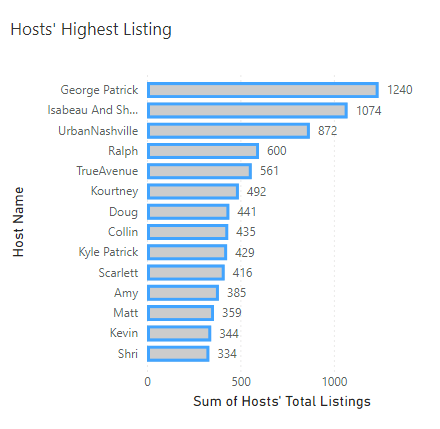 Hosts' Highest Listing
George Patrick 1240
Isabeau And Sh... 1074
UrbanNashville 872
Ralph 600
TrueAvenue 561
Kourtney 492
Doug 441
Collin 435
Kyle Patrick 429
Scarlett 416
Amy 385
Matt 359
Kevin 344
Shri 334
Host Name
0 500 1000
Sum of Hosts' Total Listings